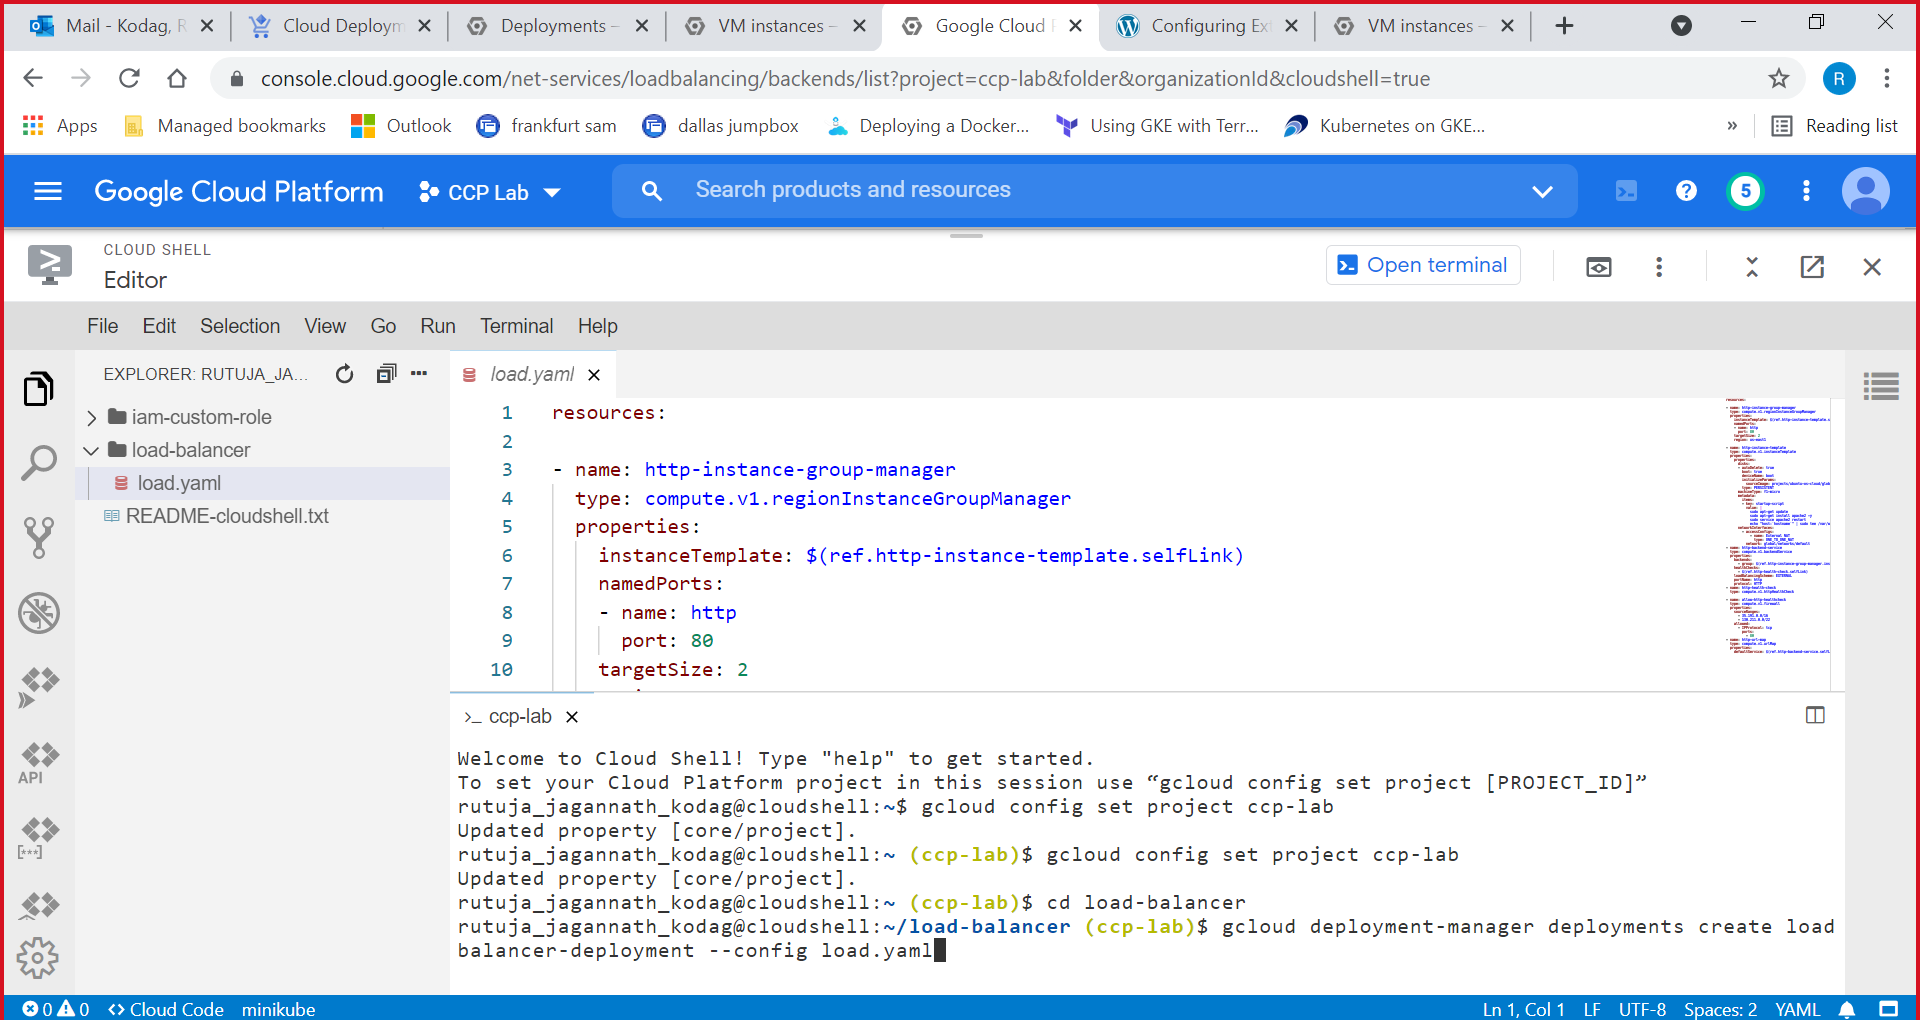 Mail - Kodag, R
Cloud Deploym
Deployments –
VM instances –
Google Cloud P
Configuring Ext
VM instances –
console.cloud.google.com/net-services/loadbalancing/backends/list?project=ccp-lab&folder&organizationId&cloudshell=true
R
Apps
Managed bookmarks
Outlook
frankfurt sam
dallas jumpbox
Deploying a Docker...
Using GKE with Terr...
Kubernetes on GKE...
»
Reading list
Google Cloud Platform
CCP Lab
Search products and resources
5
CLOUD SHELL
Editor
Open terminal
File Edit Selection View Go Run Terminal Help
EXPLORER: RUTUJA_JA...
iam-custom-role
load-balancer
load.yaml
README-cloudshell.txt
API
load.yaml
1 resources:
2
3 - name: http-instance-group-manager
4 type: compute.v1.regionInstanceGroupManager
5 properties:
6 instanceTemplate: $(ref.http-instance-template.selfLink)
7 namedPorts:
8 - name: http
9 port: 80
10 targetSize: 2
>_ ccp-lab
Welcome to Cloud Shell! Type "help" to get started.
To set your Cloud Platform project in this session use “gcloud config set project [PROJECT_ID]”
rutuja_jagannath_kodag@cloudshell:~$ gcloud config set project ccp-lab
Updated property [core/project].
rutuja_jagannath_kodag@cloudshell:~ (ccp-lab)$ gcloud config set project ccp-lab
Updated property [core/project].
rutuja_jagannath_kodag@cloudshell:~ (ccp-lab)$ cd load-balancer
rutuja_jagannath_kodag@cloudshell:~/load-balancer (ccp-lab)$ gcloud deployment-manager deployments create load
balancer-deployment --config load.yaml
0 0 <> Cloud Code minikube
Ln 1, Col 1 LF UTF-8 Spaces: 2 YAML